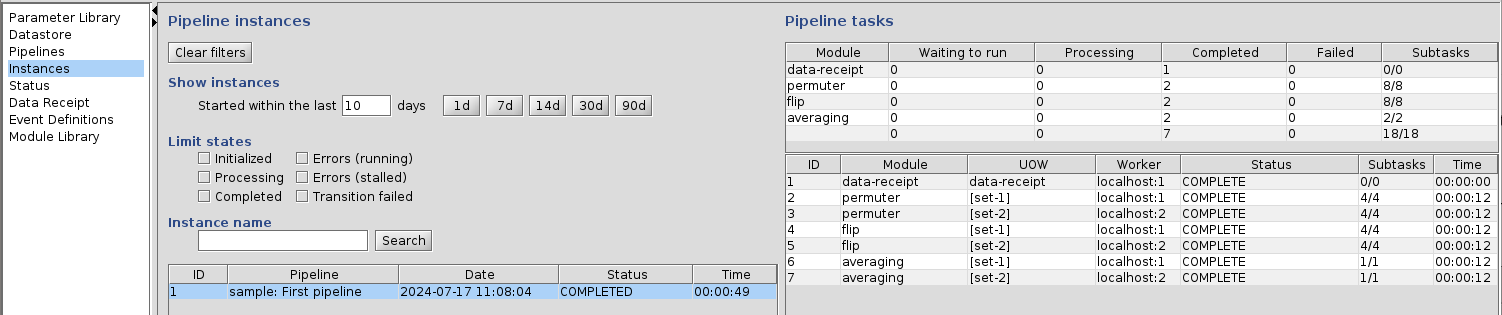 Parameter Library
Datastore
Pipelines
Instances
Status
Data Receipt
Event Definitions
Module Library
Pipeline instances
Clear filters
Show instances
Started within the last 10 days 1d 7d 14d 30d 90d
Limit states
Initialized Errors (running)
Processing Errors (stalled)
Completed Transition failed
Instance name
Search
ID Pipeline Date Status Time
1 sample: First pipeline 2024-07-17 11:08:04 COMPLETED 00:00:49
Pipeline tasks
Module Waiting to run Processing Completed Failed Subtasks
data-receipt 0 0 1 0 0/0
permuter 0 0 2 0 8/8
flip 0 0 2 0 8/8
averaging 0 0 2 0 2/2
0 0 7 0 18/18
ID Module UOW Worker Status Subtasks Time
1 data-receipt data-receipt localhost:1 COMPLETE 0/0 00:00:00
2 permuter [set-1] localhost:1 COMPLETE 4/4 00:00:12
3 permuter [set-2] localhost:2 COMPLETE 4/4 00:00:12
4 flip [set-1] localhost:1 COMPLETE 4/4 00:00:12
5 flip [set-2] localhost:2 COMPLETE 4/4 00:00:12
6 averaging [set-1] localhost:1 COMPLETE 1/1 00:00:12
7 averaging [set-2] localhost:2 COMPLETE 1/1 00:00:12